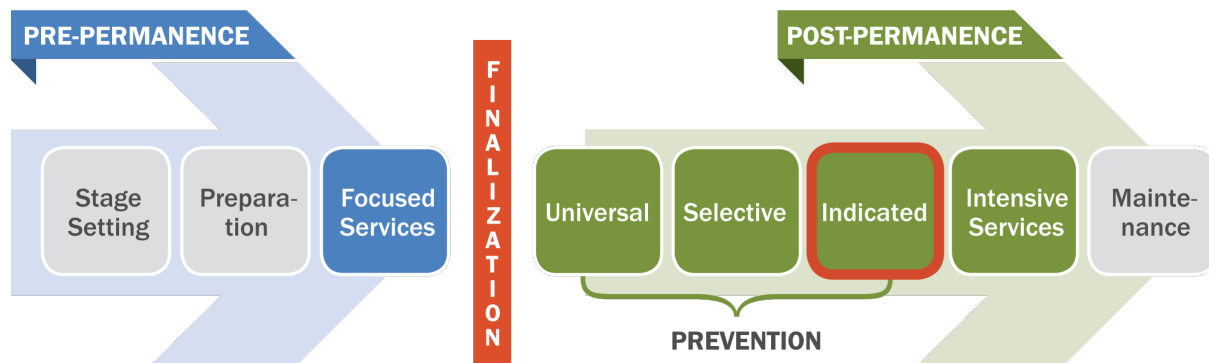 PRE-PERMANENCE
POST-PERMANENCE
FINALIZATION
Stage
Setting
Prepara-
tion
Focused
Services
Universal
Selective
Indicated
Intensive
Services
Mainte-
nance
PREVENTION